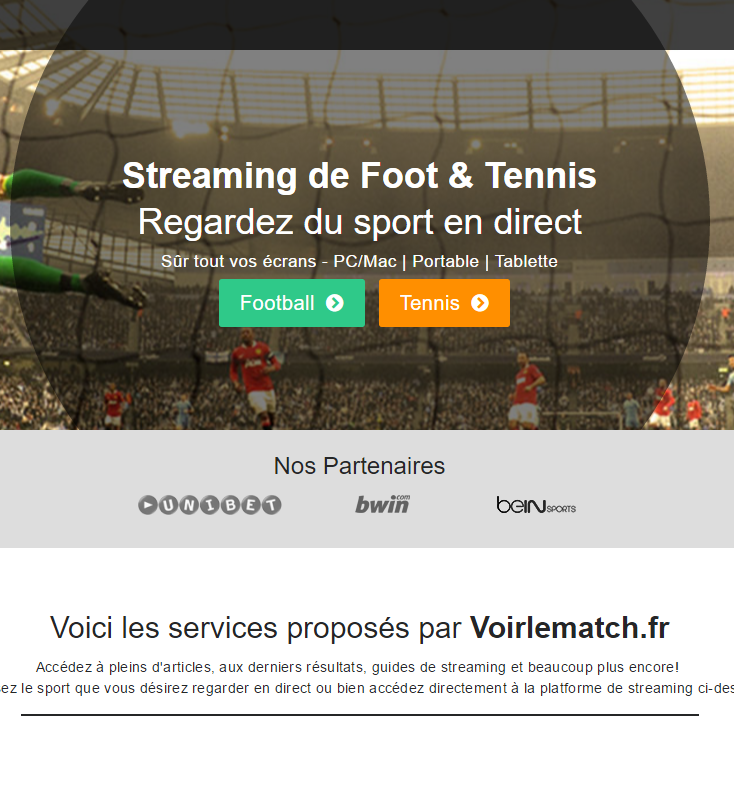 Streaming de Foot & Tennis
Regardez du sport en direct
Sûr tout vos écrans - PC/Mac | Portable | Tablette
Football Tennis
Nos Partenaires
UNIBET bwin.com beIN SPORTS
Voici les services proposés par Voirlematch.fr
Accédez à pleins d'articles, aux derniers résultats, guides de streaming et beaucoup plus encore!
le sport que vous désirez regarder en direct ou bien accédez directement à la platforme de streaming